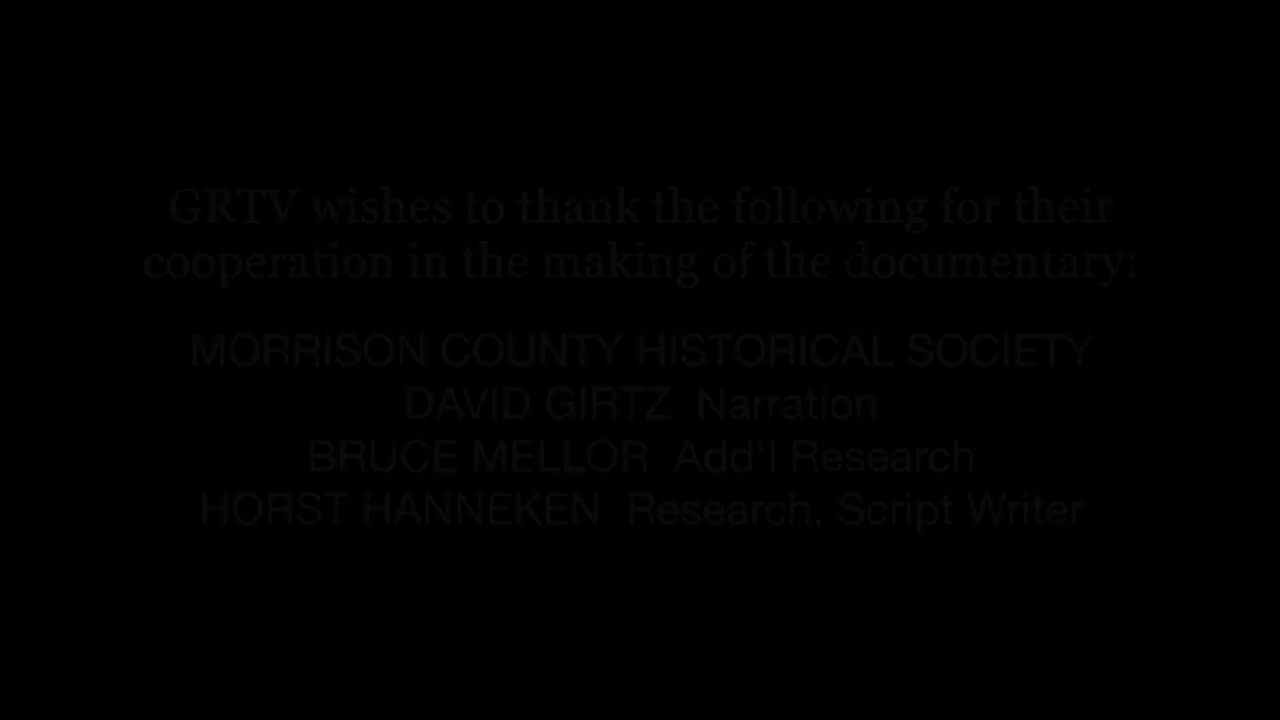 GRTV wishes to thank the following for their
cooperation in the making of the documentary:
MORRISON COUNTY HISTORICAL SOCIETY
DAVID GIRTZ Narration
BRUCE MELLOR Add'l Research
HORST HANNEKEN Research, Script Writer